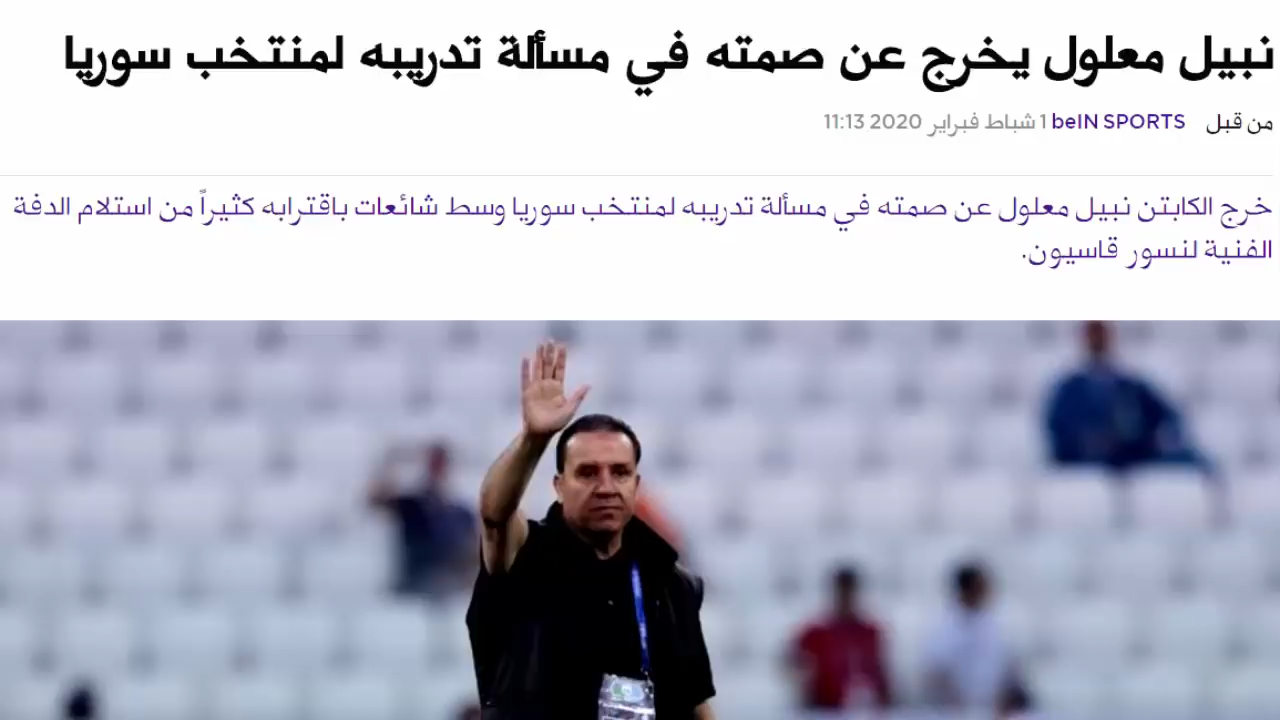 نبيل معلول يخرج عن صمته في مسألة تدريبه لمنتخب سوريا
من قبل beIN SPORTS 1 شباط فبراير 2020 11:13
خرج الكابتن نبيل معلول عن صمته في مسألة تدريبه لمنتخب سوريا وسط شائعات باقترابه كثيراً من استلام الدفة
الفنية لنسور قاسيون.